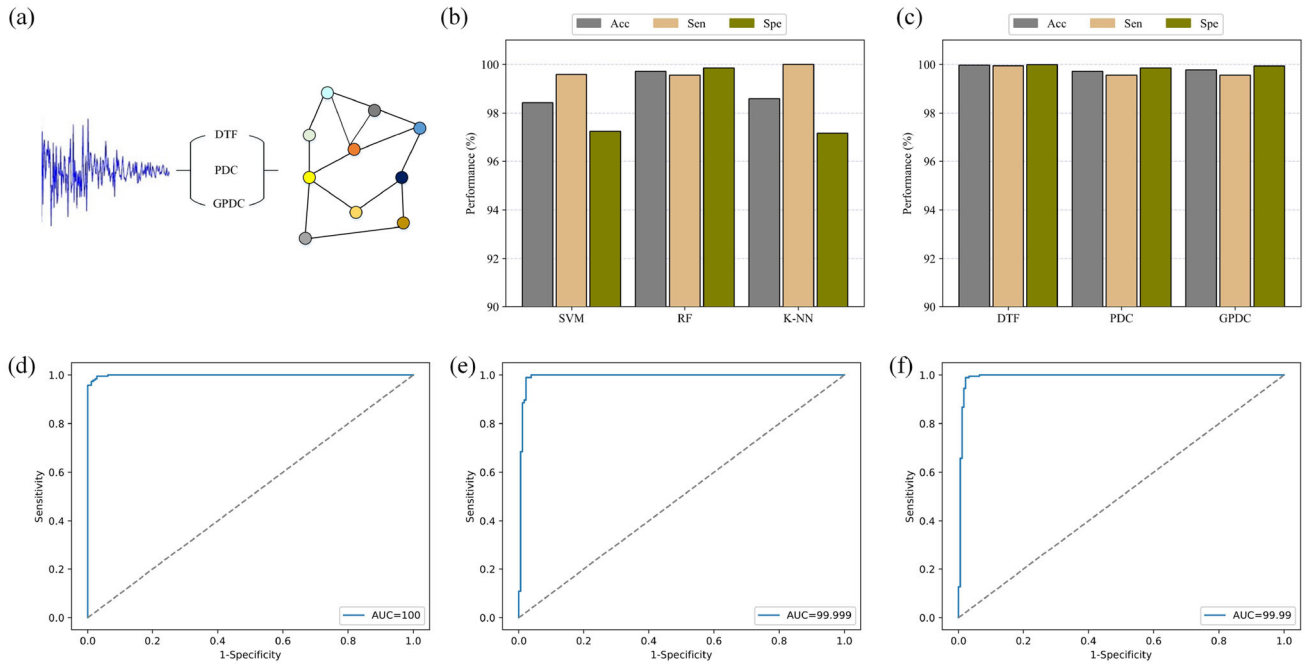 (a)
DTF
PDC
GPDC
(b)
Acc Sen Spe
Performance (%)
100
98
96
94
92
90
SVM RF K-NN
(c)
Acc Sen Spe
Performance (%)
100
98
96
94
92
90
DTF PDC GPDC
(d)
Sensitivity
1.0
0.8
0.6
0.4
0.2
0.0
AUC=100
0.0 0.2 0.4 0.6 0.8 1.0
1-Specificity
(e)
Sensitivity
1.0
0.8
0.6
0.4
0.2
0.0
AUC=99.999
0.0 0.2 0.4 0.6 0.8 1.0
1-Specificity
(f)
Sensitivity
1.0
0.8
0.6
0.4
0.2
0.0
AUC=99.99
0.0 0.2 0.4 0.6 0.8 1.0
1-Specificity